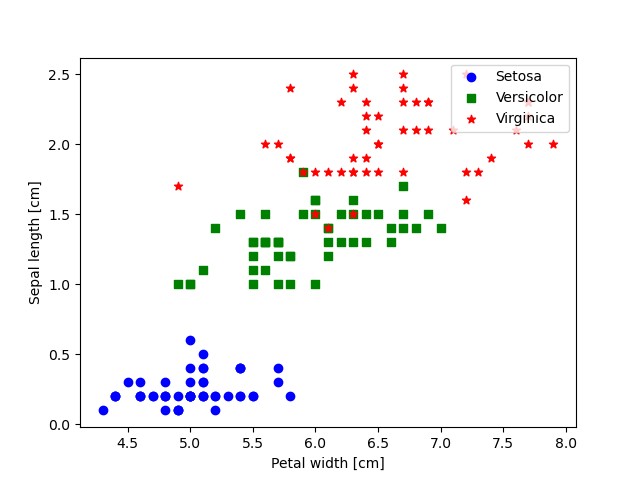 2.5
2.0
1.5
1.0
0.5
0.0
Sepal length [cm]
4.5 5.0 5.5 6.0 6.5 7.0 7.5 8.0
Petal width [cm]
Setosa
Versicolor
Virginica